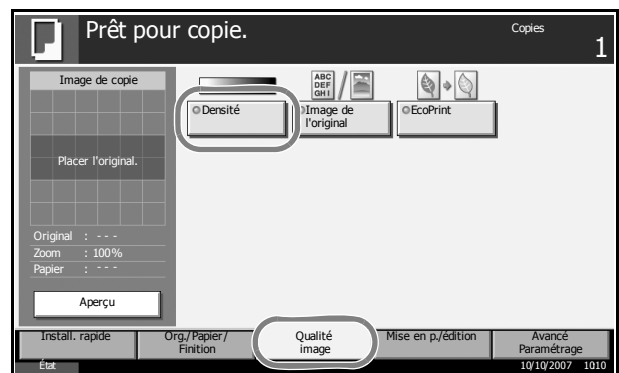 Prêt pour copie.
Copies
1
Image de copie
Placer l'original.
Original : - - -
Zoom : 100%
Papier : - - -
Aperçu
ABC
DEF
GHI
Densité
Image de
l'original
EcoPrint
Install. rapide
Org./Papier/
Finition
Qualité
image
Mise en p./édition
Avancé
Paramétrage
État
10/10/2007 1010